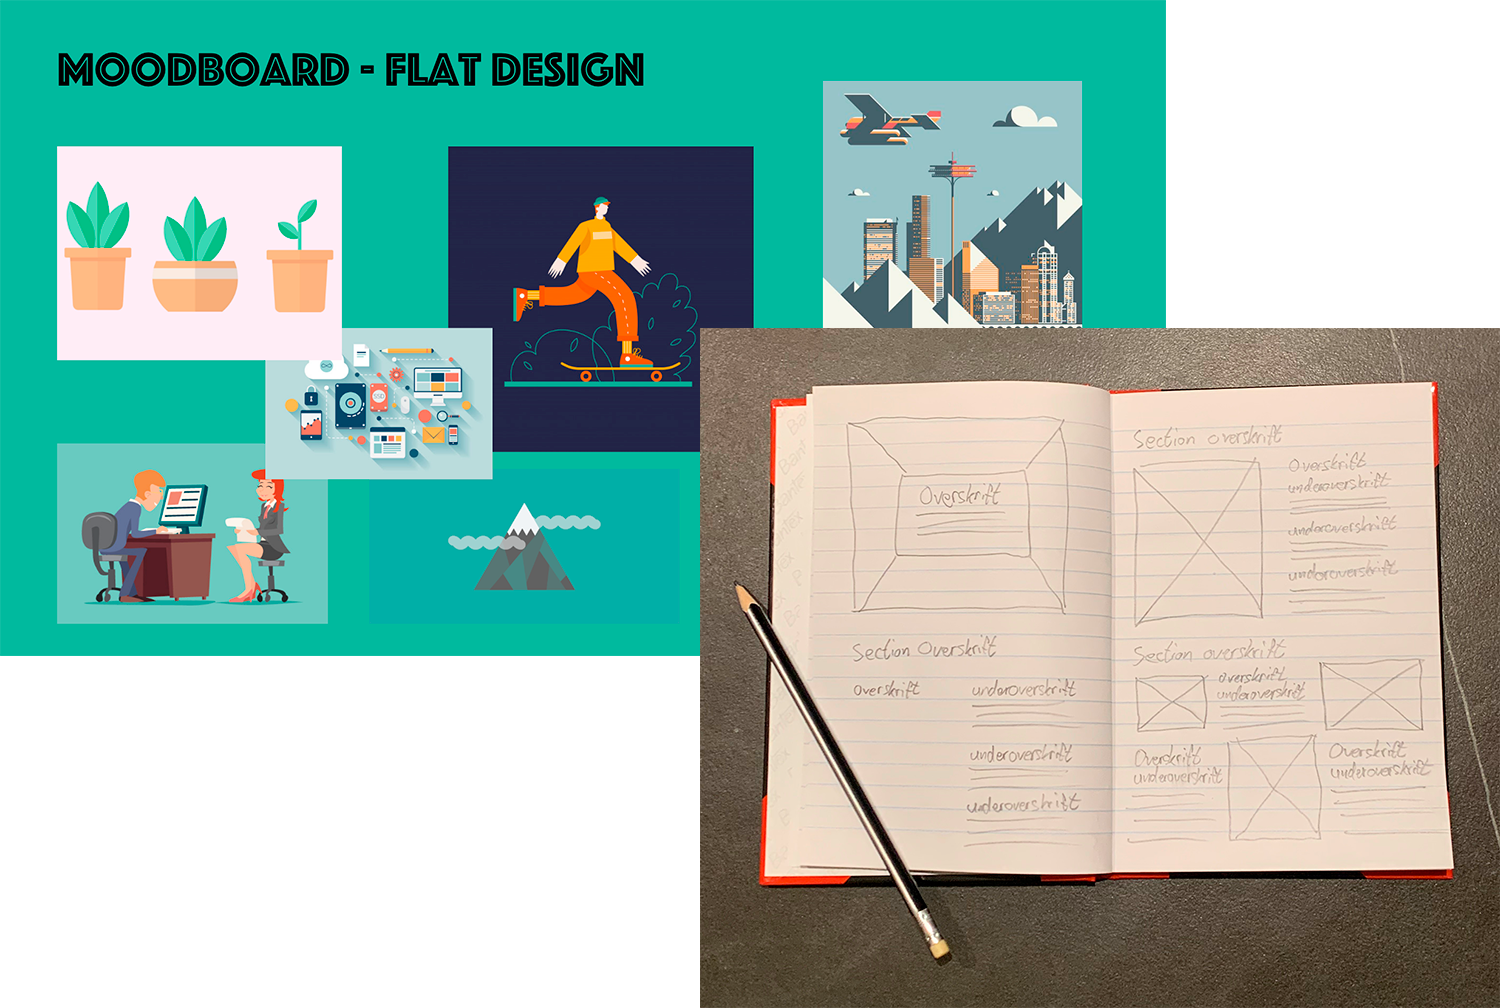 MOODBOARD - FLAT DESIGN
SSD
Overskrift
Section Overskrift
overskrift
underoverskrift
underoverskrift
underoverskrift
Section overskrift
Overskrift
underoverskrift
underoverskrift
underoverskrift
Section overskrift
overskrift
underoverskrift
Overskrift
underoverskrift
Overskrift
underoverskrift